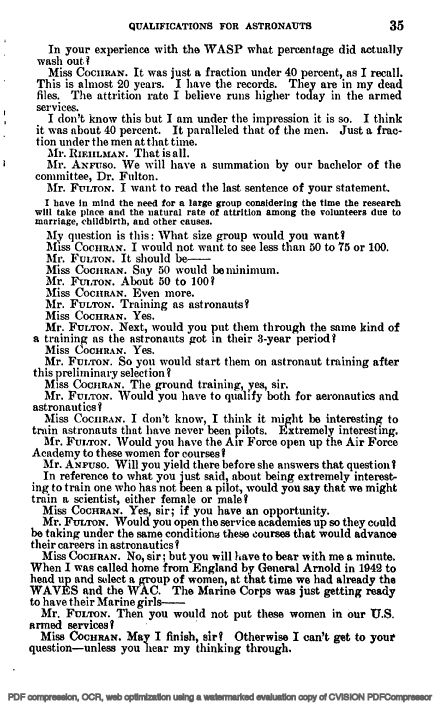 QUALIFICATIONS FOR ASTRONAUTS 35
In your experience with the WASP what percentage did actually
wash out?
Miss COCHRAN. It was just a fraction under 40 percent, as I recall.
This is almost 20 years. I have the records. They are in my dead
files. The attrition rate I believe runs higher today in the armed
services.
I don't know this but I am under the impression it is so. I think
it was about 40 percent. It paralleled that of the men. Just a frac-
tion under the men at that time.
Mr. RIEHLMAN. That is all.
Mr. ANFUSO. We will have a summation by our bachelor of the
committee, Dr. Fulton.
Mr. FULTON. I want to read the last sentence of your statement.
I have in mind the need for a large group considering the time the research
will take place and the natural rate of attrition among the volunteers due to
marriage, childbirth, and other causes.
My question is this: What size group would you want?
Miss COCHRAN. I would not want to see less than 50 to 75 or 100.
Mr. FULTON. It should be——
Miss COCHRAN. Say 50 would be minimum.
Mr. FULTON. About 50 to 100?
Miss COCHRAN. Even more.
Mr. FULTON. Training as astronauts?
Miss COCHRAN. Yes.
Mr. FULTON. Next, would you put them through the same kind of
a training as the astronauts got in their 3-year period?
Miss COCHRAN. Yes.
Mr. FULTON. So you would start them on astronaut training after
this preliminary selection?
Miss COCHRAN. The ground training, yes, sir.
Mr. FULTON. Would you have to qualify both for aeronautics and
astronautics?
Miss COCHRAN. I don't know, I think it might be interesting to
train astronauts that have never been pilots. Extremely interesting.
Mr. FULTON. Would you have the Air Force open up the Air Force
Academy to these women for courses?
Mr. ANFUSO. Will you yield there before she answers that question?
In reference to what you just said, about being extremely interest-
ing to train one who has not been a pilot, would you say that we might
train a scientist, either female or male?
Miss COCHRAN. Yes, sir; if you have an opportunity.
Mr. FULTON. Would you open the service academies up so they could
be taking under the same conditions these courses that would advance
their careers in astronautics?
Miss COCHRAN. No, sir; but you will have to bear with me a minute.
When I was called home from England by General Arnold in 1942 to
head up and select a group of women, at that time we had already the
WAVES and the WAC. The Marine Corps was just getting ready
to have their Marine girls——
Mr. FULTON. Then you would not put these women in our U.S.
armed services?
Miss COCHRAN. May I finish, sir? Otherwise I can't get to your
question—unless you hear my thinking through.
PDF compression, OCR, web optimization using a watermarked evaluation copy of CVISION PDFCompressor